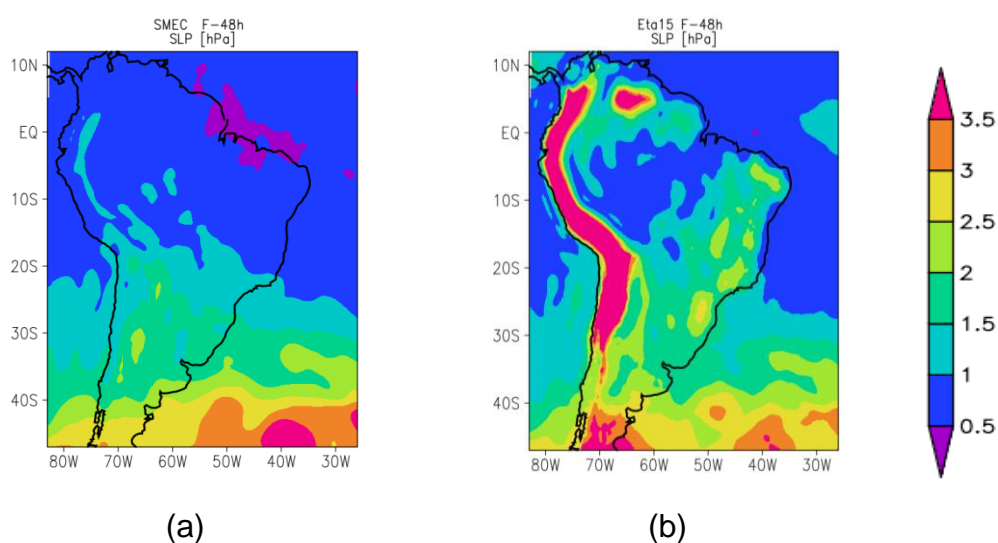 SMEC F-48h
SLP [hPa]
10N
EQ
10S
20S
30S
40S
80W 70W 60W 50W 40W 30W
(a)
Eta15 F-48h
SLP [hPa]
10N
EQ
10S
20S
30S
40S
80W 70W 60W 50W 40W 30W
(b)
3.5
3
2.5
2
1.5
1
0.5